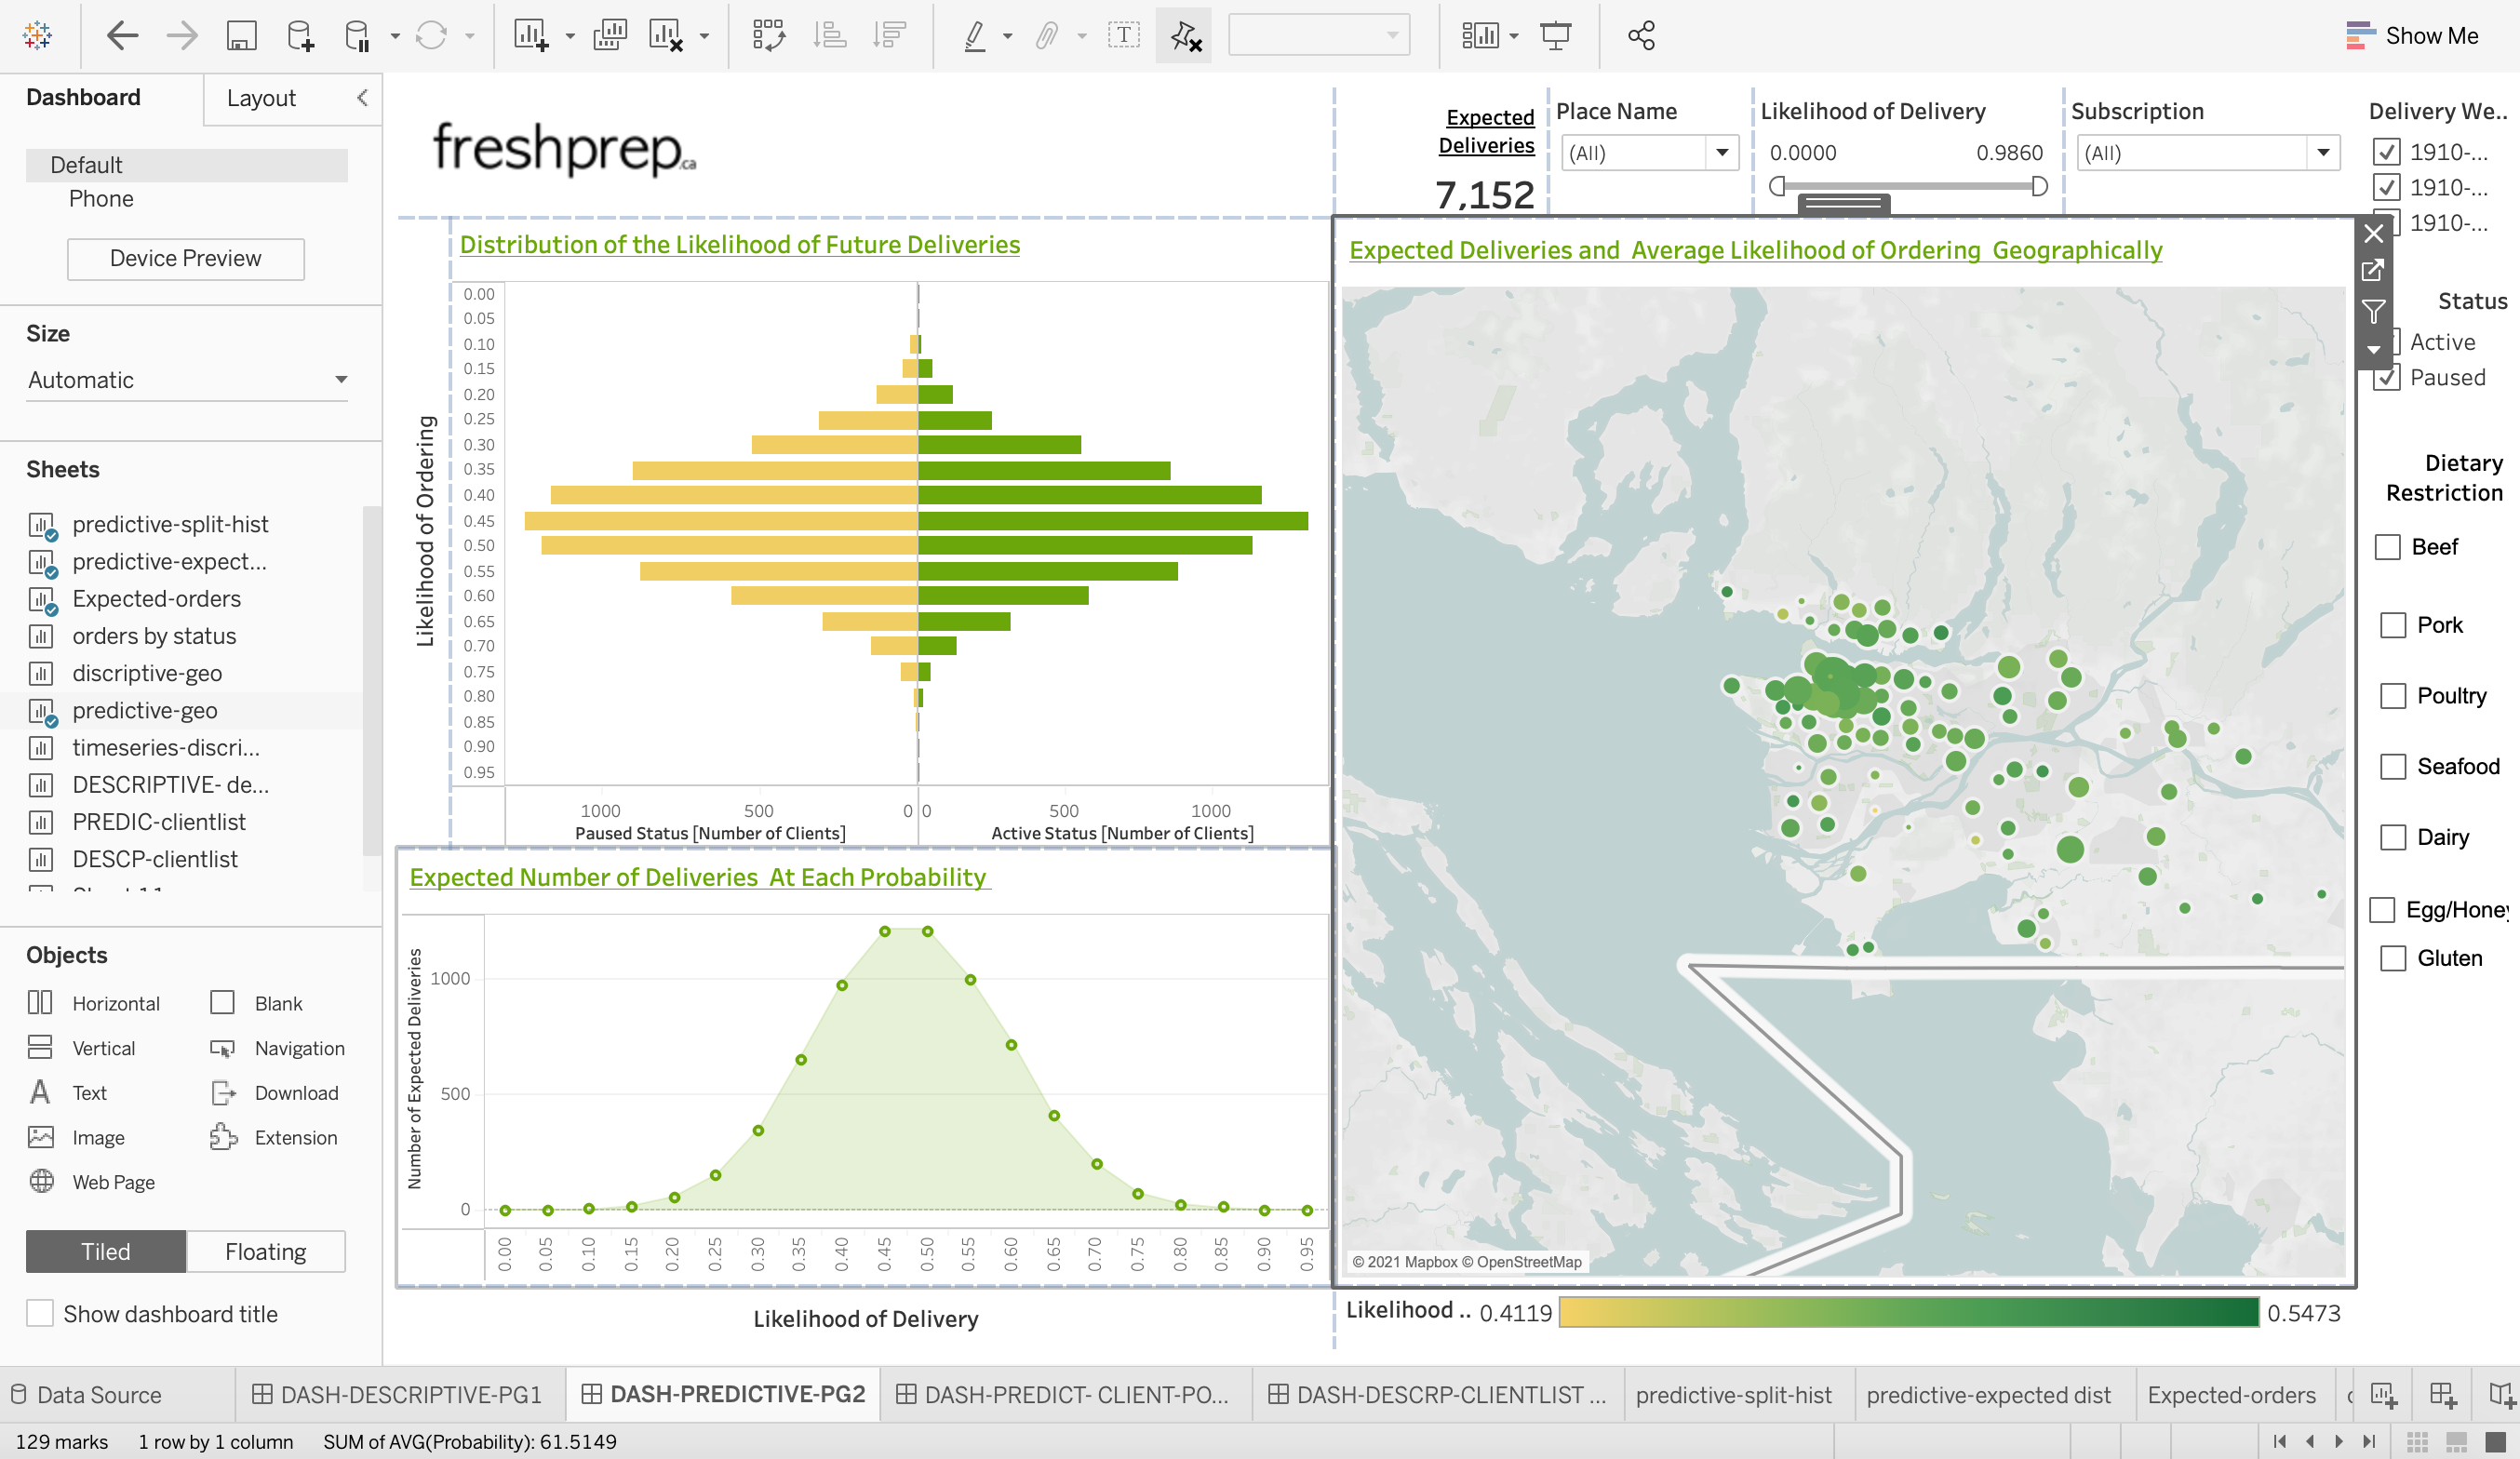 Show Me
Dashboard
Layout
Default
Phone
Device Preview
Size
Automatic
Sheets
predictive-split-hist
predictive-expect...
Expected-orders
orders by status
discriptive-geo
predictive-geo
timeseries-discri...
DESCRIPTIVE- de...
PREDIC-clientlist
DESCP-clientlist
Objects
Horizontal Blank
Vertical Navigation
Text Download
Image Extension
Web Page
Tiled Floating
Show dashboard title
freshprep.ca
Expected
Deliveries
7,152
Place Name
(All)
Likelihood of Delivery
0.0000 0.9860
Subscription
(All)
Delivery We..
1910-...
1910-...
1910-...
Status
Active
Paused
Dietary
Restriction
Beef
Pork
Poultry
Seafood
Dairy
Egg/Honey
Gluten
Distribution of the Likelihood of Future Deliveries
Likelihood of Ordering
0.00
0.05
0.10
0.15
0.20
0.25
0.30
0.35
0.40
0.45
0.50
0.55
0.60
0.65
0.70
0.75
0.80
0.85
0.90
0.95
1000 500 0 0 500 1000
Paused Status [Number of Clients] Active Status [Number of Clients]
Expected Number of Deliveries At Each Probability
Number of Expected Deliveries
1000
500
0
0.00 0.05 0.10 0.15 0.20 0.25 0.30 0.35 0.40 0.45 0.50 0.55 0.60 0.65 0.70 0.75 0.80 0.85 0.90 0.95
Likelihood of Delivery
Expected Deliveries and Average Likelihood of Ordering Geographically
© 2021 Mapbox © OpenStreetMap
Likelihood .. 0.4119 0.5473
Data Source DASH-DESCRIPTIVE-PG1 DASH-PREDICTIVE-PG2 DASH-PREDICT- CLIENT-PO... DASH-DESCRP-CLIENTLIST ... predictive-split-hist predictive-expected dist Expected-orders
129 marks 1 row by 1 column SUM of AVG(Probability): 61.5149